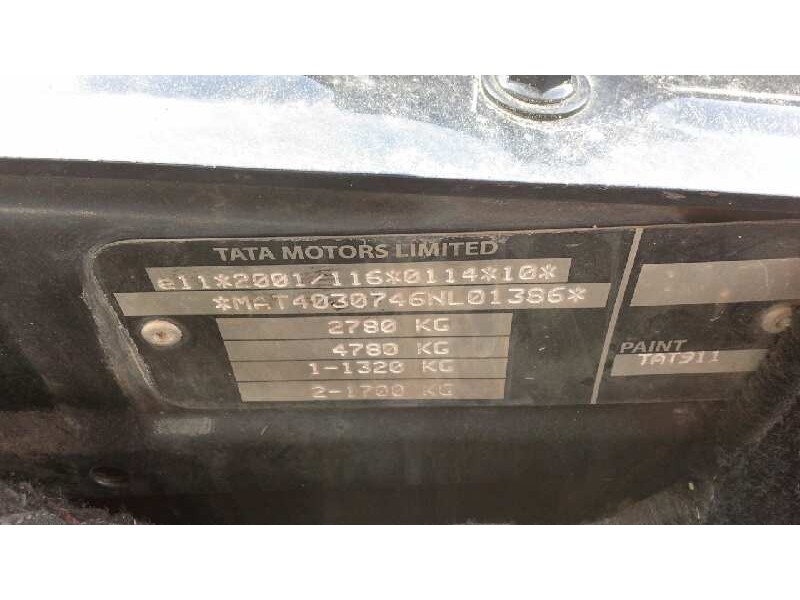 TATA MOTORS LIMITED
e11*2001/116*0114*10*
*MAT4030746NL01386*
2780 KG
4780 KG
1-1320 KG
2-1700 KG
PAINT
TAT911